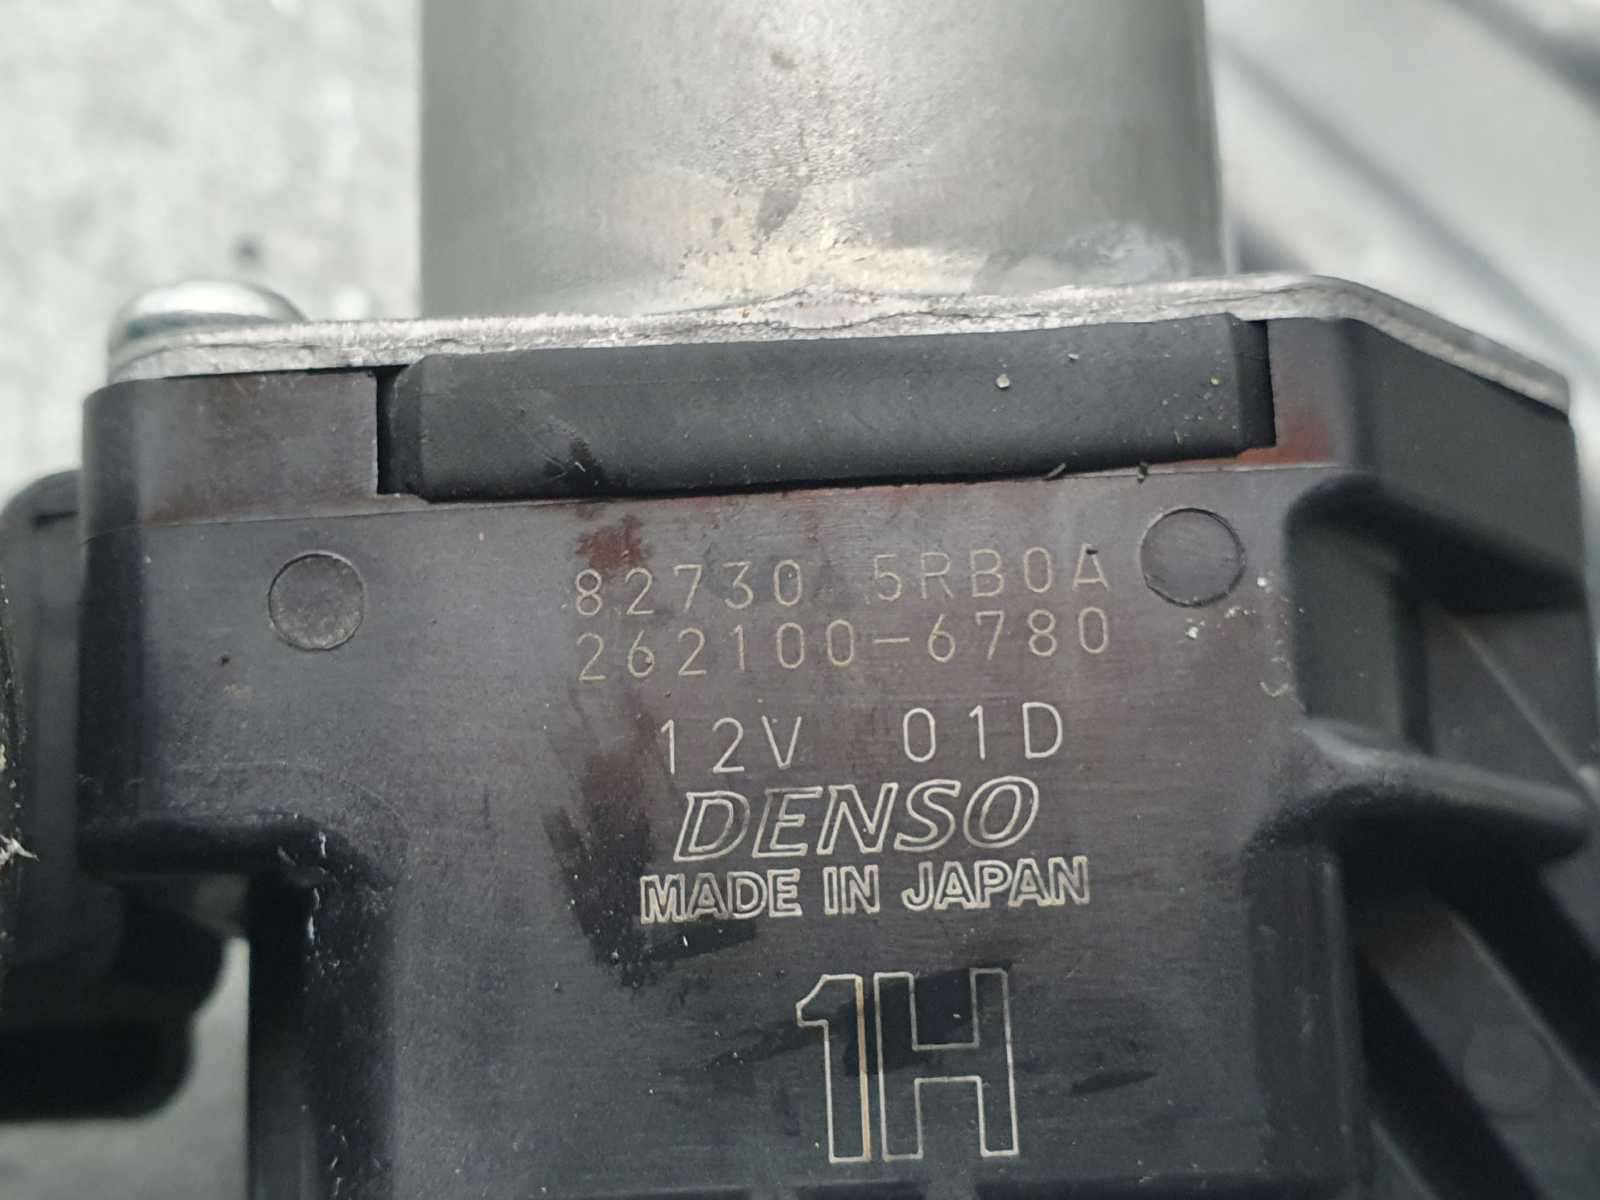 82730 5RB0A
262100-6780
12V 01D
DENSO
MADE IN JAPAN
1H